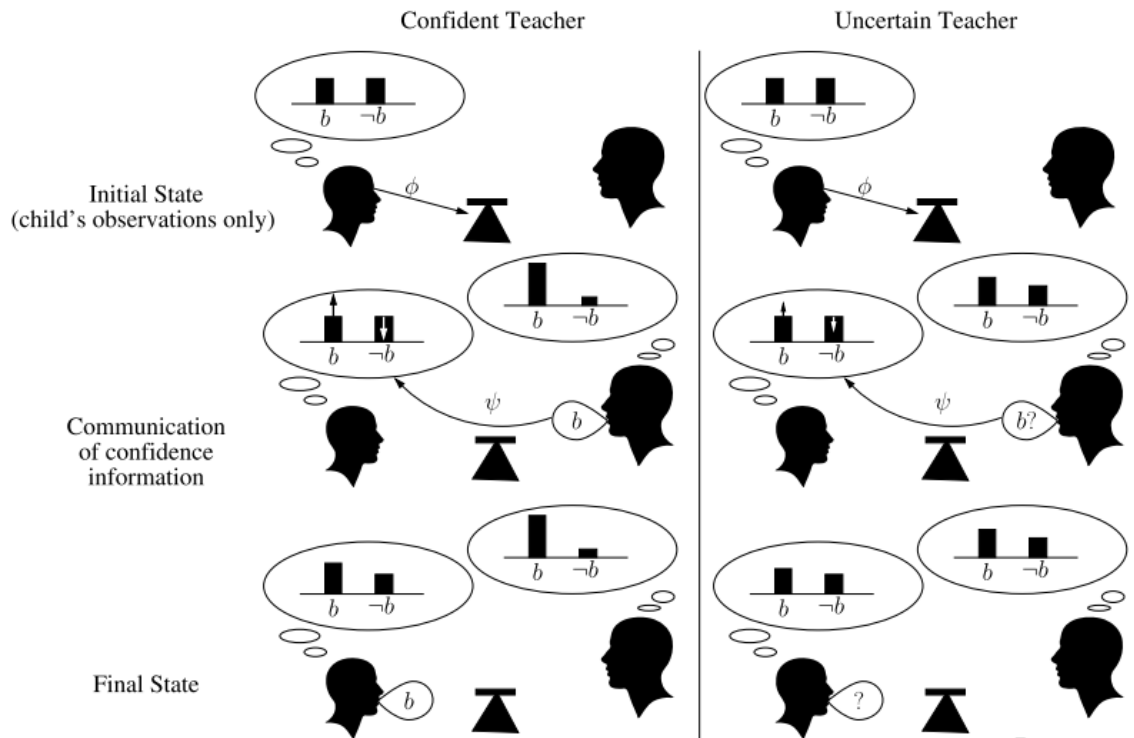 Confident Teacher
Uncertain Teacher
b ¬b
b ¬b
Initial State
(child's observations only)
ϕ
ϕ
b ¬b
b ¬b
b ¬b
b ¬b
Communication
of confidence
information
ψ
b
ψ
b?
b ¬b
b ¬b
b ¬b
b ¬b
Final State
b
?